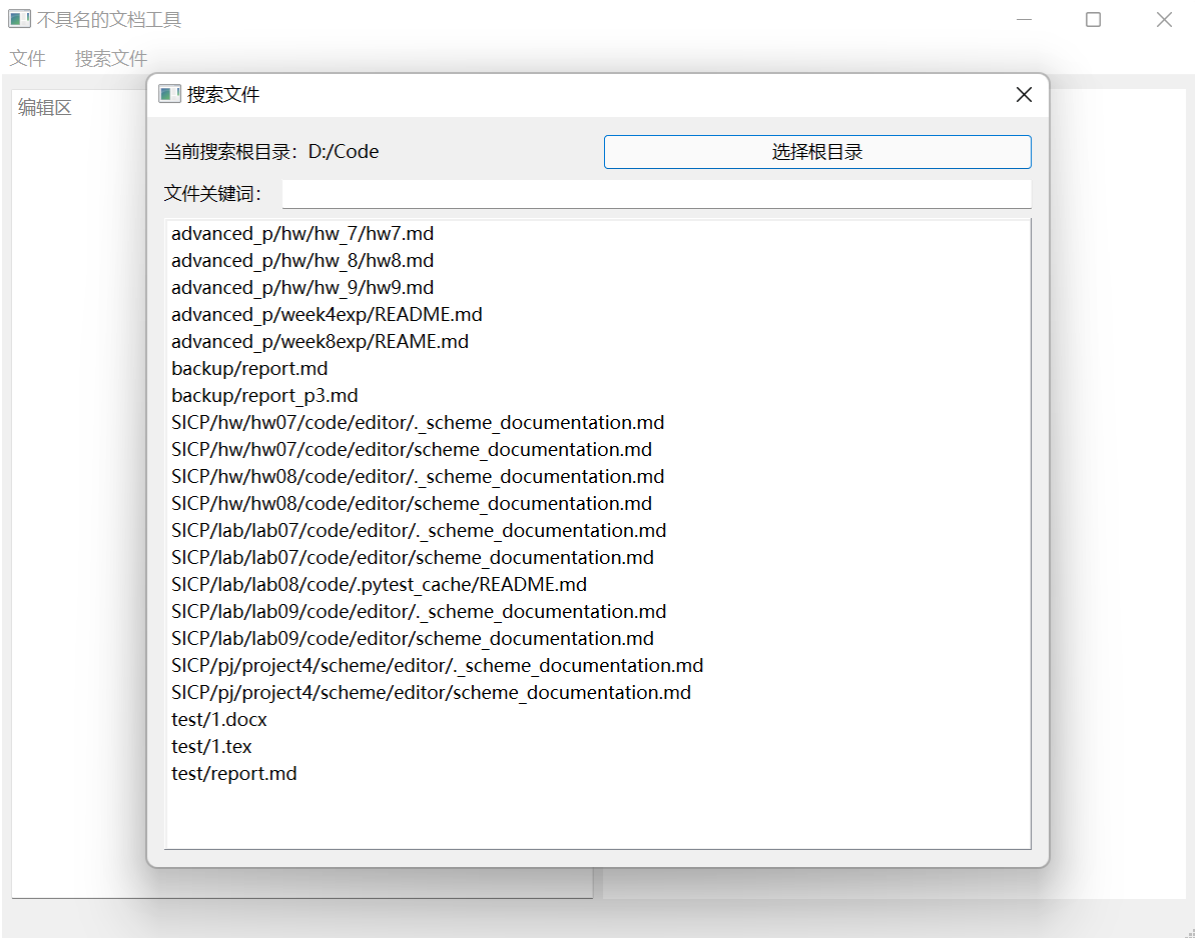 不具名的文档工具
文件 搜索文件
编辑区
搜索文件
当前搜索根目录：D:/Code 选择根目录
文件关键词：
advanced_p/hw/hw_7/hw7.md
advanced_p/hw/hw_8/hw8.md
advanced_p/hw/hw_9/hw9.md
advanced_p/week4exp/README.md
advanced_p/week8exp/REAME.md
backup/report.md
backup/report_p3.md
SICP/hw/hw07/code/editor/._scheme_documentation.md
SICP/hw/hw07/code/editor/scheme_documentation.md
SICP/hw/hw08/code/editor/._scheme_documentation.md
SICP/hw/hw08/code/editor/scheme_documentation.md
SICP/lab/lab07/code/editor/._scheme_documentation.md
SICP/lab/lab07/code/editor/scheme_documentation.md
SICP/lab/lab08/code/.pytest_cache/README.md
SICP/lab/lab09/code/editor/._scheme_documentation.md
SICP/lab/lab09/code/editor/scheme_documentation.md
SICP/pj/project4/scheme/editor/._scheme_documentation.md
SICP/pj/project4/scheme/editor/scheme_documentation.md
test/1.docx
test/1.tex
test/report.md